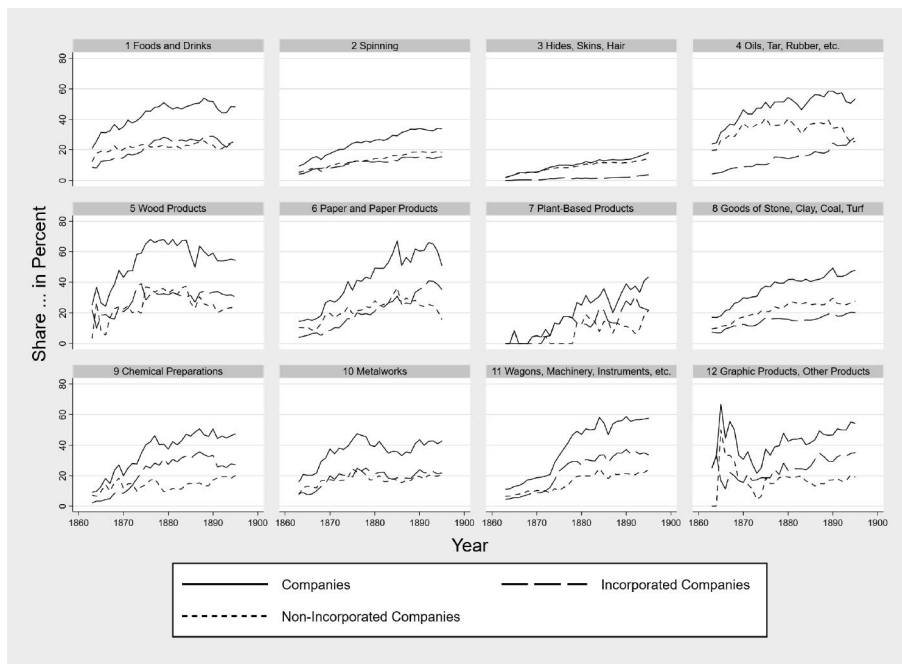 1 Foods and Drinks
2 Spinning
3 Hides, Skins, Hair
4 Oils, Tar, Rubber, etc.
80
60
40
20
0
5 Wood Products
6 Paper and Paper Products
7 Plant-Based Products
8 Goods of Stone, Clay, Coal, Turf
80
60
40
20
0
Share ... in Percent
9 Chemical Preparations
10 Metalworks
11 Wagons, Machinery, Instruments, etc.
12 Graphic Products, Other Products
80
60
40
20
0
1860 1870 1880 1890 1900
1860 1870 1880 1890 1900
1860 1870 1880 1890 1900
1860 1870 1880 1890 1900
Year
Companies
Incorporated Companies
Non-Incorporated Companies